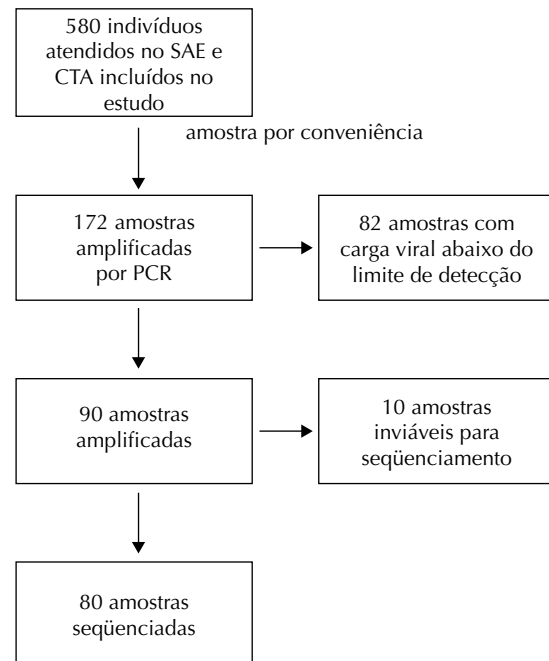 580 indivíduos
atendidos no SAE e
CTA incluídos no
estudo
amostra por conveniência
172 amostras
amplificadas
por PCR
82 amostras com
carga viral abaixo do
limite de detecção
90 amostras
amplificadas
10 amostras
inviáveis para
seqüenciamento
80 amostras
seqüenciadas